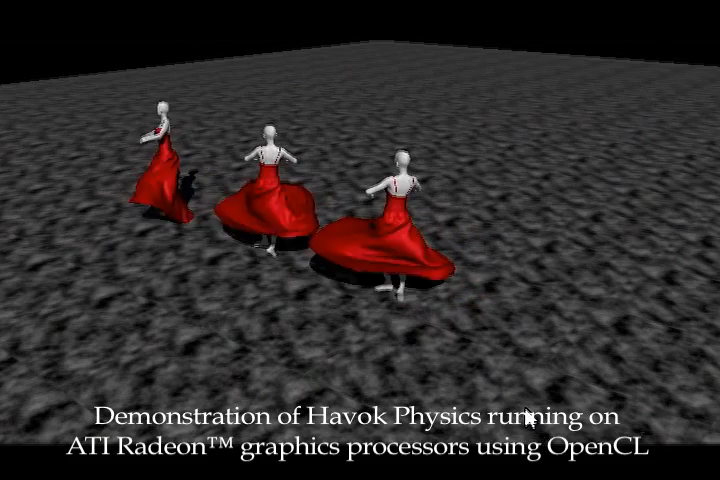 Demonstration of Havok Physics running on
ATI Radeon™ graphics processors using OpenCL